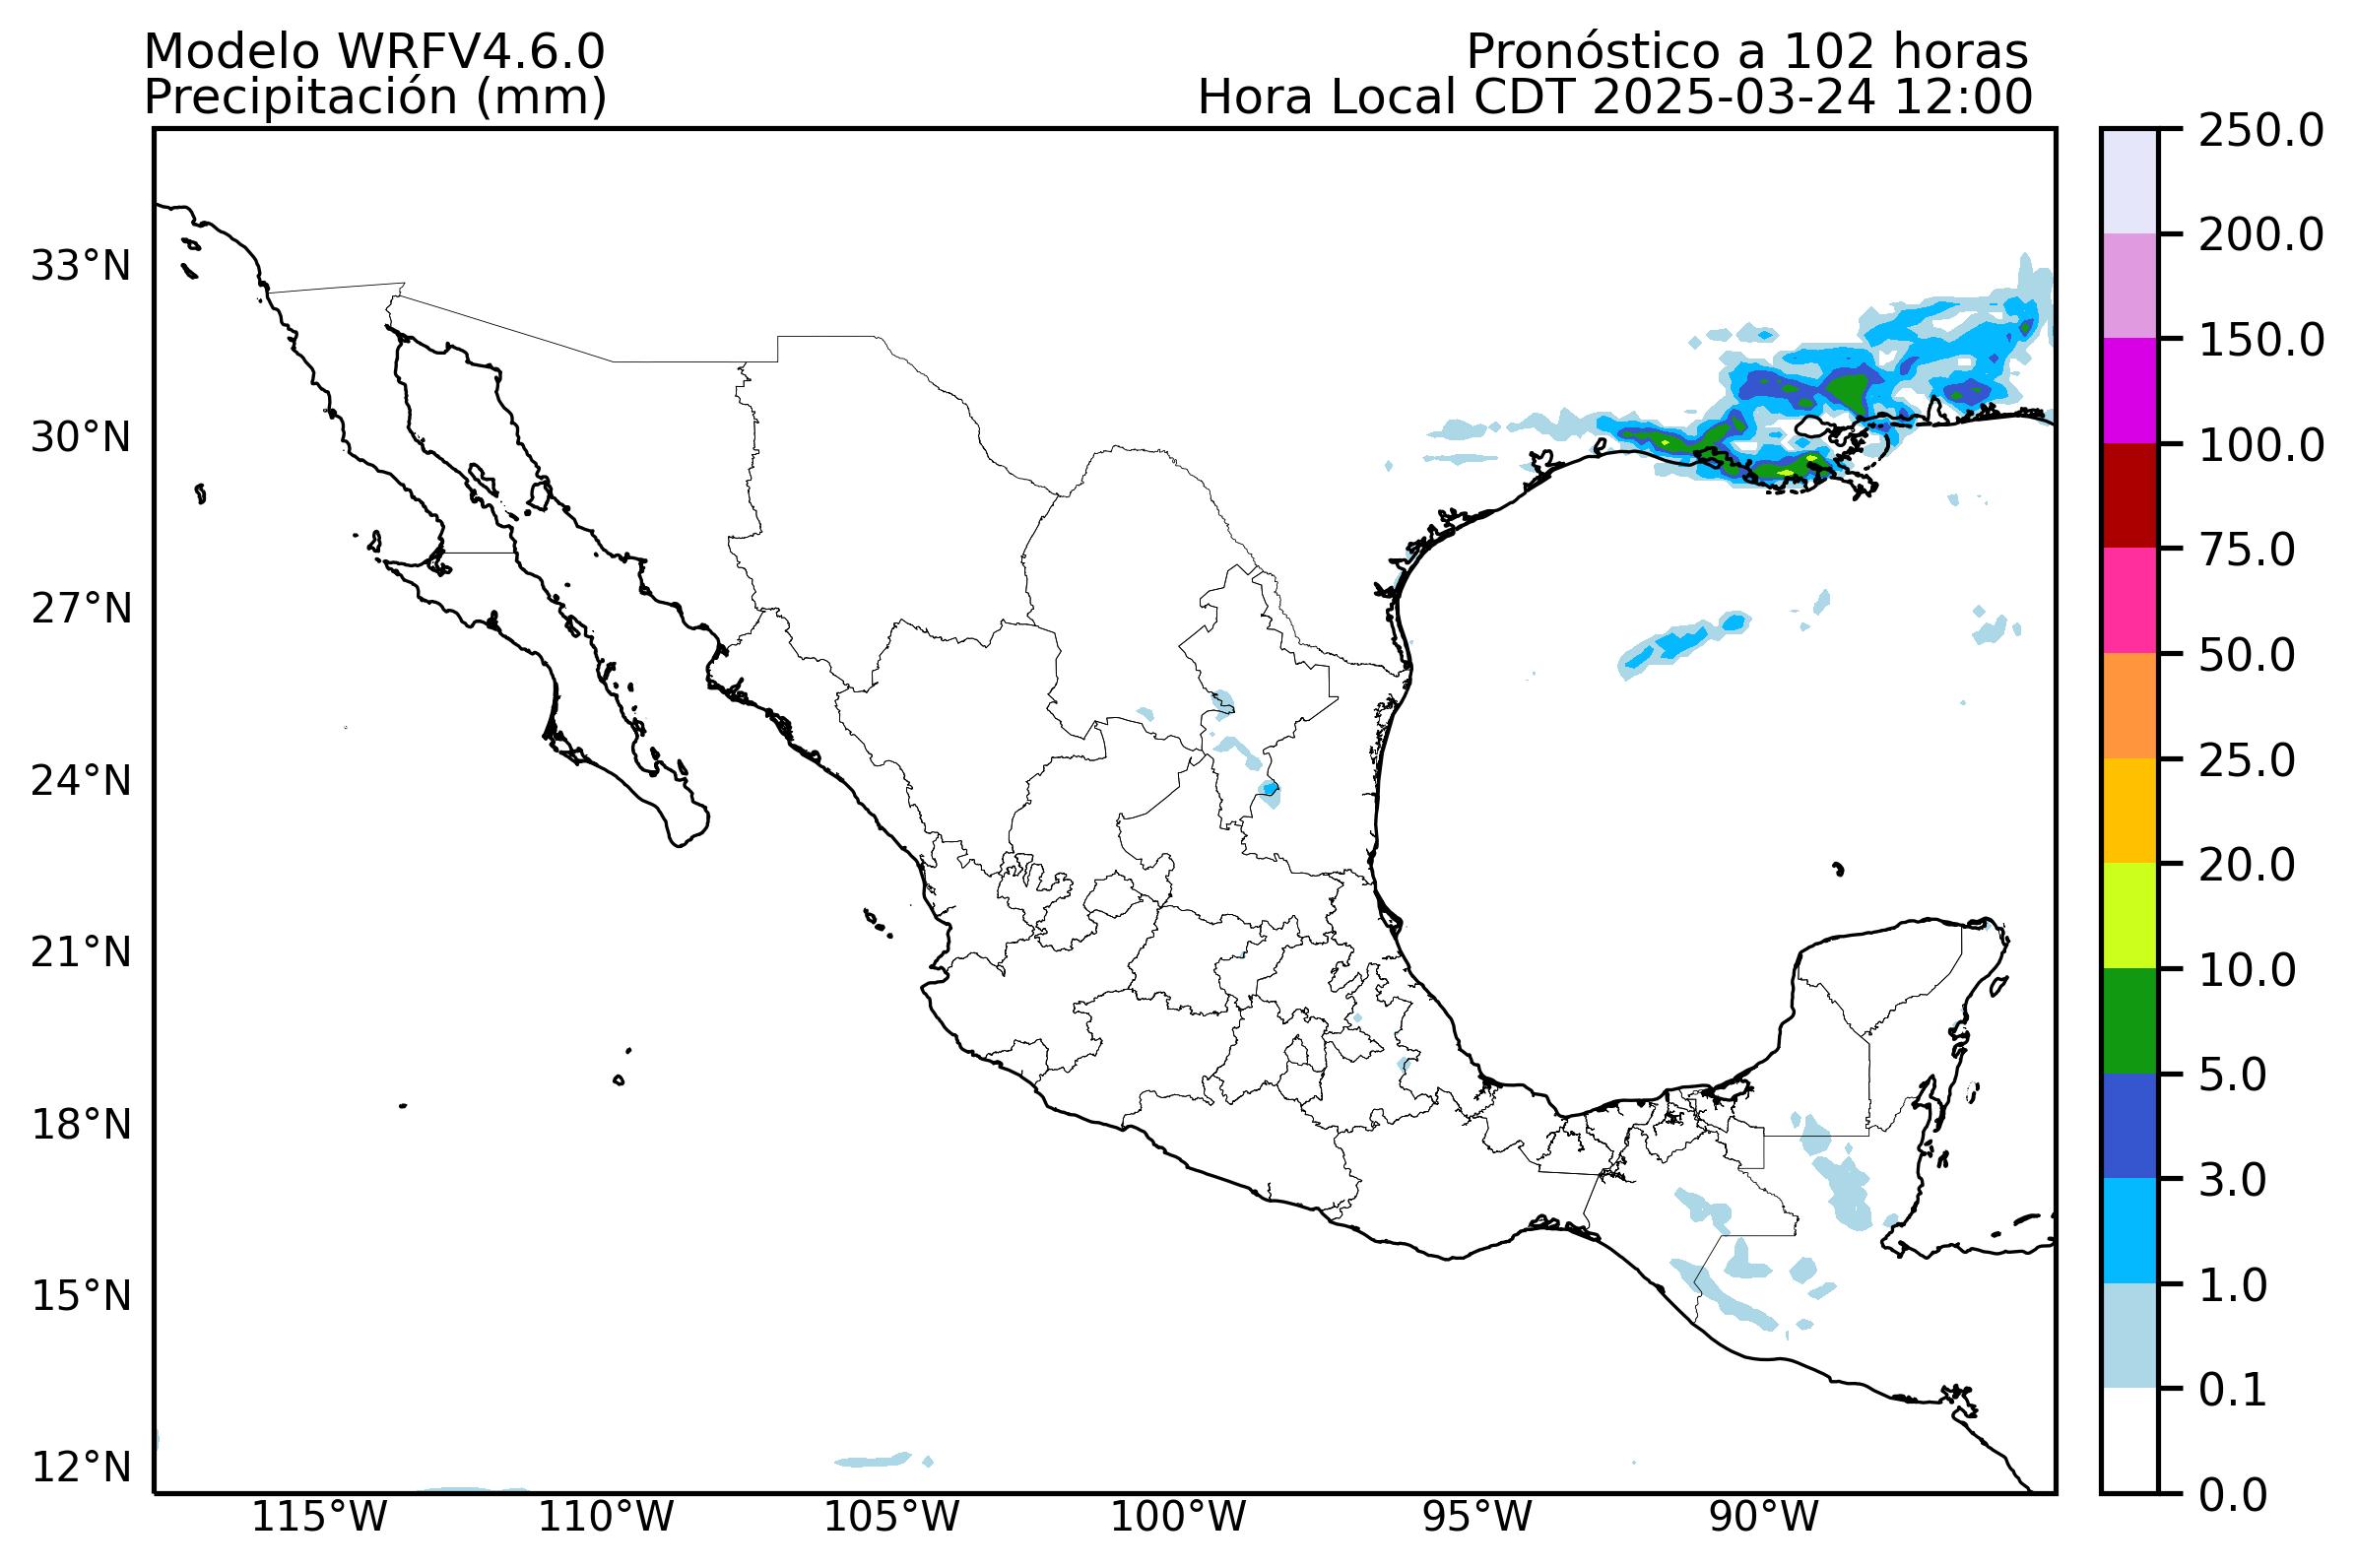 Modelo WRFV4.6.0
Pronóstico a 102 horas
Precipitación (mm)
Hora Local CDT 2025-03-24 12:00
250.0
200.0
150.0
100.0
75.0
50.0
25.0
20.0
10.0
5.0
3.0
1.0
0.1
0.0
33°N
30°N
27°N
24°N
21°N
18°N
15°N
12°N
115°W
110°W
105°W
100°W
95°W
90°W